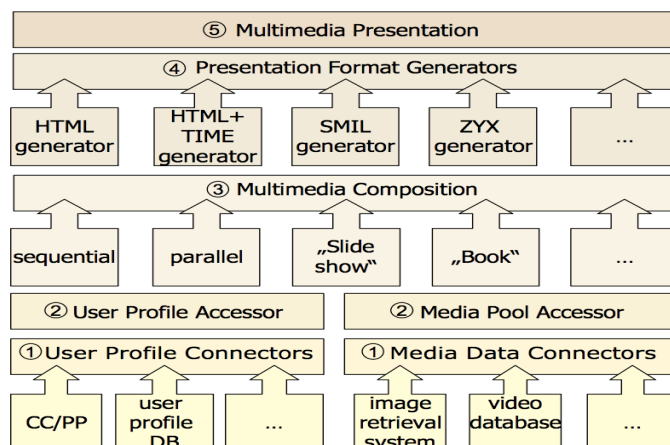 ⑤ Multimedia Presentation
④ Presentation Format Generators
HTML
generator
HTML+
TIME
generator
SMIL
generator
ZYX
generator
...
③ Multimedia Composition
sequential
parallel
„Slide
show“
„Book“
...
② User Profile Accessor
② Media Pool Accessor
① User Profile Connectors
① Media Data Connectors
CC/PP
user
profile
DB
...
image
retrieval
system
video
database
...